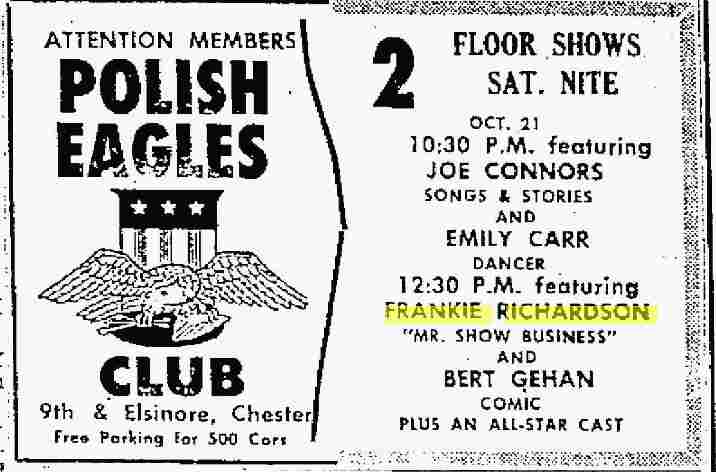 ATTENTION MEMBERS
POLISH
EAGLES
CLUB
9th & Elsinore, Chester
Free Parking for 500 Cars
2 FLOOR SHOWS
SAT. NITE
OCT. 21
10:30 P.M. featuring
JOE CONNORS
SONGS & STORIES
AND
EMILY CARR
DANCER
12:30 P.M. featuring
FRANKIE RICHARDSON
"MR. SHOW BUSINESS"
AND
BERT GEHAN
COMIC
PLUS AN ALL-STAR CAST